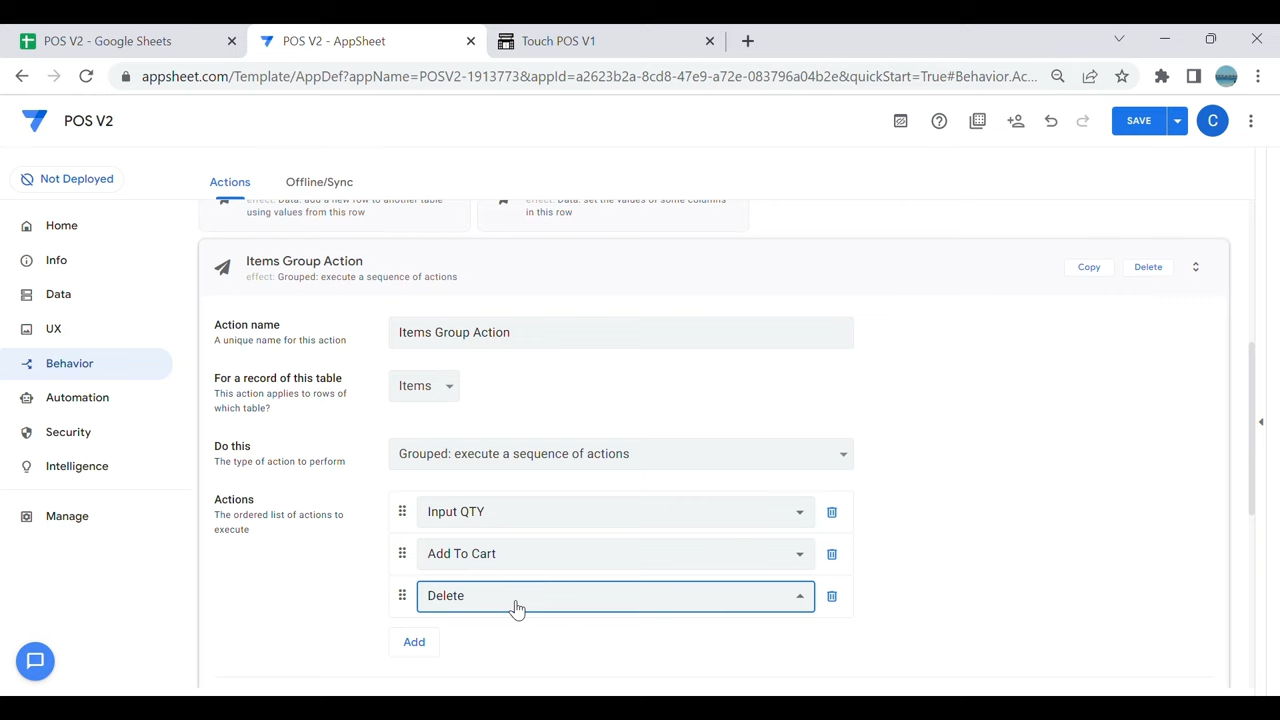 POS V2 - Google Sheets
POS V2 - AppSheet
Touch POS V1
appsheet.com/Template/AppDef?appName=POSV2-1913773&appId=a2623b2a-8cd8-47e9-a72e-083796a04b2e&quickStart=True#Behavior.Ac...
POS V2
SAVE
C
Not Deployed
Actions
Offline/Sync
Home
Info
Data
UX
Behavior
Automation
Security
Intelligence
Manage
effect: Data: add a new row to another table
using values from this row
effect: Data: set the values of some columns
in this row
Items Group Action
effect: Grouped: execute a sequence of actions
Copy
Delete
Action name
A unique name for this action
Items Group Action
For a record of this table
This action applies to rows of
which table?
Items
Do this
The type of action to perform
Grouped: execute a sequence of actions
Actions
The ordered list of actions to
execute
Input QTY
Add To Cart
Delete
Add